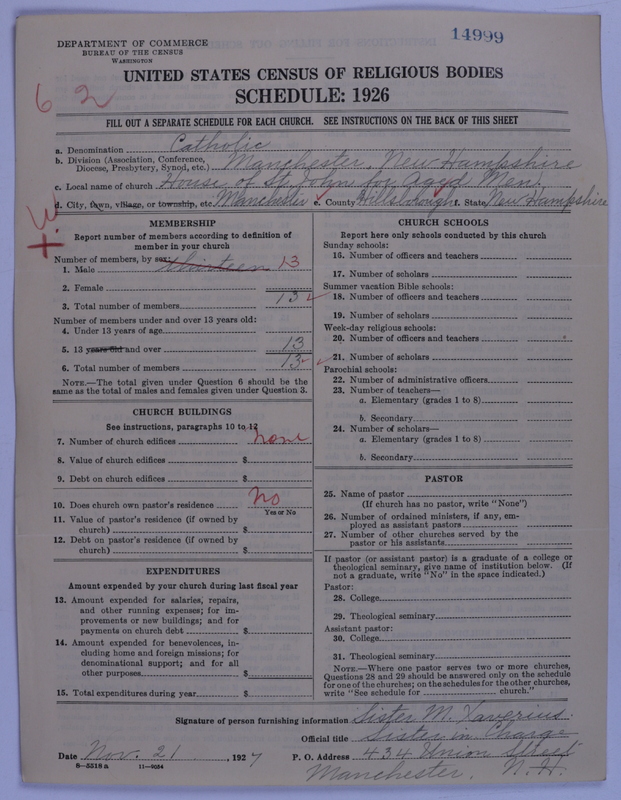 14999
DEPARTMENT OF COMMERCE
BUREAU OF THE CENSUS
WASHINGTON
UNITED STATES CENSUS OF RELIGIOUS BODIES
SCHEDULE: 1926
6 2
FILL OUT A SEPARATE SCHEDULE FOR EACH CHURCH. SEE INSTRUCTIONS ON THE BACK OF THIS SHEET
a. Denomination Catholic
b. Division (Association, Conference, Diocese, Presbytery, Synod, etc.) Manchester, New Hampshire
c. Local name of church House of St. John for Aged Men
d. City, town, village, or township, etc. Manchester e. County Hillsborough f. State New Hampshire
MEMBERSHIP
Report number of members according to definition of
member in your church
Number of members, by sex:
1. Male thirteen 13
2. Female
3. Total number of members 13
Number of members under and over 13 years old:
4. Under 13 years of age
5. 13 years old and over 13
6. Total number of members 13
NOTE.—The total given under Question 6 should be the
same as the total of males and females given under Question 3.
CHURCH BUILDINGS
See instructions, paragraphs 10 to 12
7. Number of church edifices none
8. Value of church edifices $
9. Debt on church edifices $
10. Does church own pastor's residence No
Yes or No
11. Value of pastor's residence (if owned by
church) $
12. Debt on pastor's residence (if owned by
church) $
EXPENDITURES
Amount expended by your church during last fiscal year
13. Amount expended for salaries, repairs,
and other running expenses; for im-
provements or new buildings; and for
payments on church debt $
14. Amount expended for benevolences, in-
cluding home and foreign missions; for
denominational support; and for all
other purposes $
15. Total expenditures during year $
CHURCH SCHOOLS
Report here only schools conducted by this church
Sunday schools:
16. Number of officers and teachers
17. Number of scholars
Summer vacation Bible schools:
18. Number of officers and teachers
19. Number of scholars
Week-day religious schools:
20. Number of officers and teachers
21. Number of scholars
Parochial schools:
22. Number of administrative officers
23. Number of teachers—
a. Elementary (grades 1 to 8)
b. Secondary
24. Number of scholars—
a. Elementary (grades 1 to 8)
b. Secondary
PASTOR
25. Name of pastor
(If church has no pastor, write "None")
26. Number of ordained ministers, if any, em-
ployed as assistant pastors
27. Number of other churches served by the
pastor or his assistants
If pastor (or assistant pastor) is a graduate of a college or
theological seminary, give name of institution below. (If
not a graduate, write "No" in the space indicated.)
Pastor:
28. College
29. Theological seminary
Assistant pastor:
30. College
31. Theological seminary
NOTE.—Where one pastor serves two or more churches,
Questions 28 and 29 should be answered only on the schedule
for one of the churches; on the schedules for the other churches,
write "See schedule for church."
Signature of person furnishing information Sister M. Xaverius
Official title Sister in Charge
Date Nov. 21, 1927 P. O. Address 434 Union Street
8—5518 a 11—9054 Manchester, N. H.